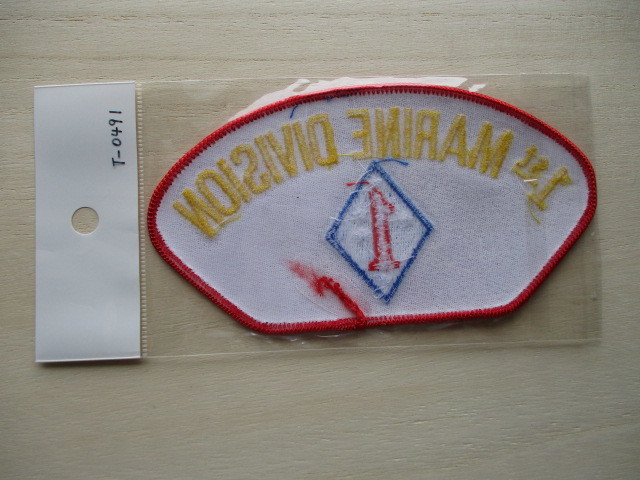 T-0491
1st MARINE DIVISION
1